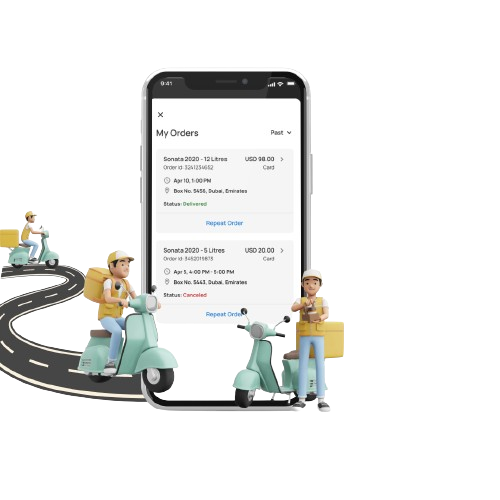 9:41
My Orders
Past
Sonata 2020 - 12 Litres USD 98.00
Order Id: 3241234652 Card
Apr 10, 1:00 PM
Box No. 5456, Dubai, Emirates
Status: Delivered
Repeat Order
Sonata 2020 - 5 Litres USD 20.00
Order Id: 3452019873 Card
Apr 5, 4:00 PM - 5:00 PM
Box No. 5443, Dubai, Emirates
Status: Canceled
Repeat Order